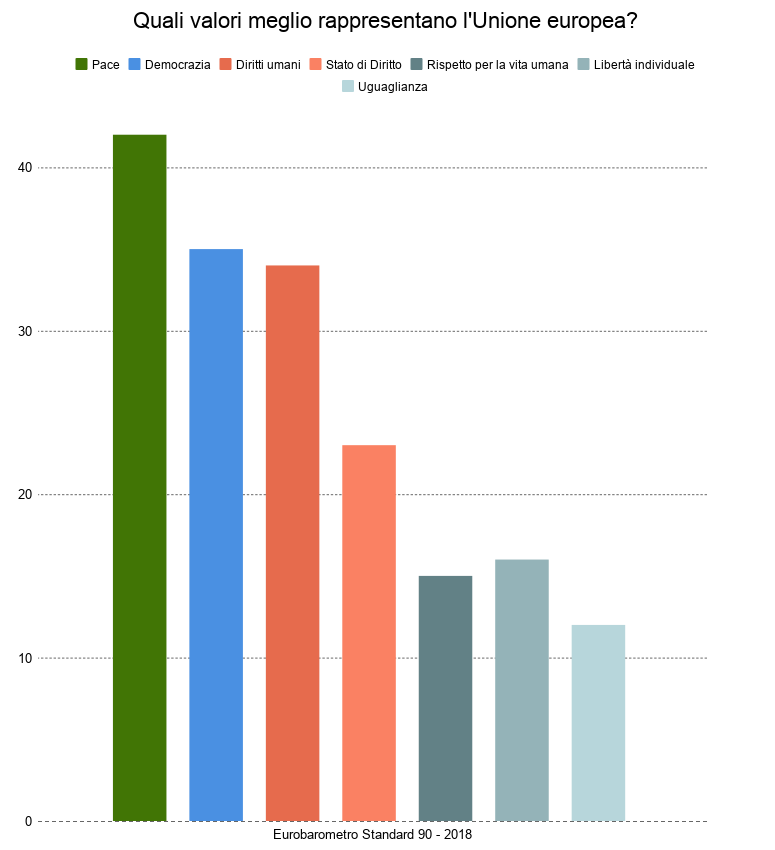 Quali valori meglio rappresentano l'Unione europea?
Pace Democrazia Diritti umani Stato di Diritto Rispetto per la vita umana Libertà individuale
Uguaglianza
40
30
20
10
0
Eurobarometro Standard 90 - 2018